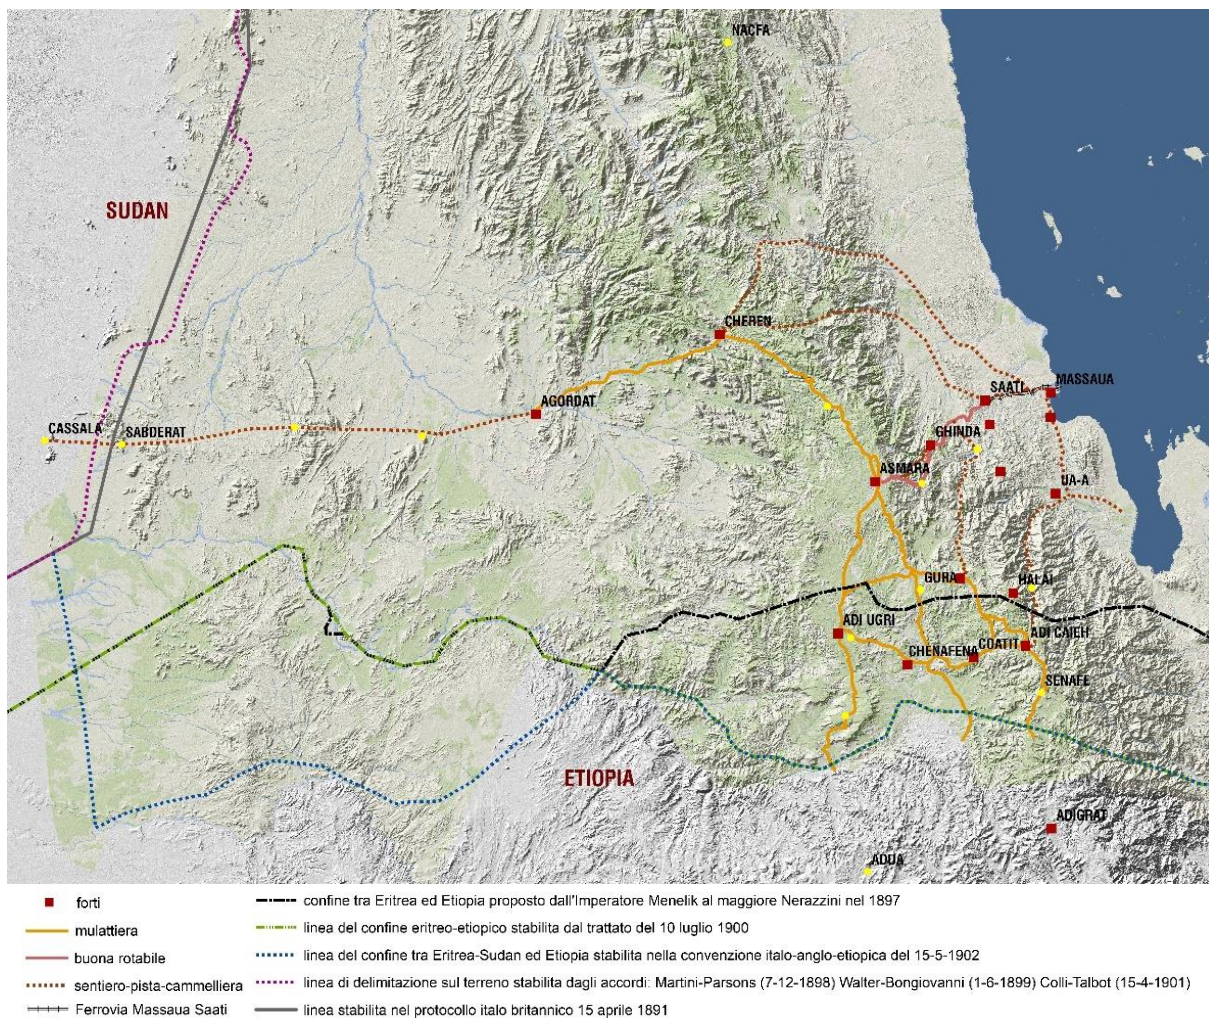 NACFA
SUDAN
CHEREN
SAATI
MASSAUA
AGORDAT
CASSALA
SABDERAT
GHINDA
ASMARA
UA-A
GURA
HALAI
ADI UGRI
ADI CAIEH
COATIT
CHENAFENA
SENAFE
ETIOPIA
ADIGRAT
ADUA
forti
mulattiera
buona rotabile
sentiero-pista-cammelliera
Ferrovia Massaua Saati
confine tra Eritrea ed Etiopia proposto dall'Imperatore Menelik al maggiore Nerazzini nel 1897
linea del confine eritreo-etiopico stabilita dal trattato del 10 luglio 1900
linea del confine tra Eritrea-Sudan ed Etiopia stabilita nella convenzione italo-anglo-etiopica del 15-5-1902
linea di delimitazione sul terreno stabilita dagli accordi: Martini-Parsons (7-12-1898) Walter-Bongiovanni (1-6-1899) Colli-Talbot (15-4-1901)
linea stabilita nel protocollo italo britannico 15 aprile 1891